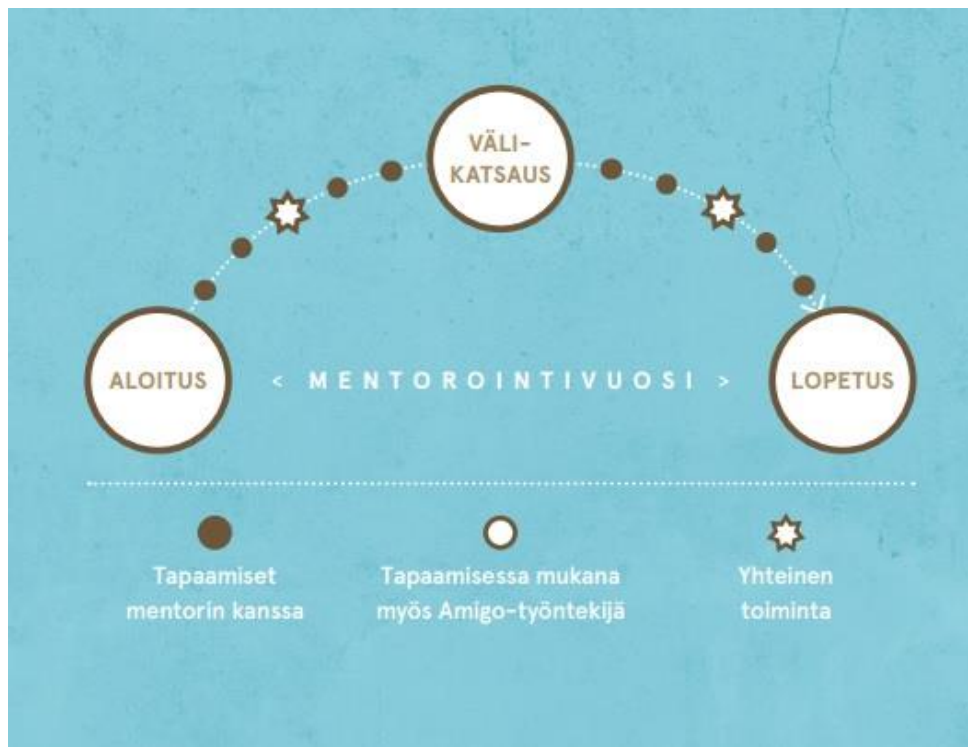 VÄLI-
KATSAUS
ALOITUS
< MENTOROINTIVUOSI >
LOPETUS
Tapaamiset
mentorin kanssa
Tapaamisessa mukana
myös Amigo-työntekijä
Yhteinen
toiminta